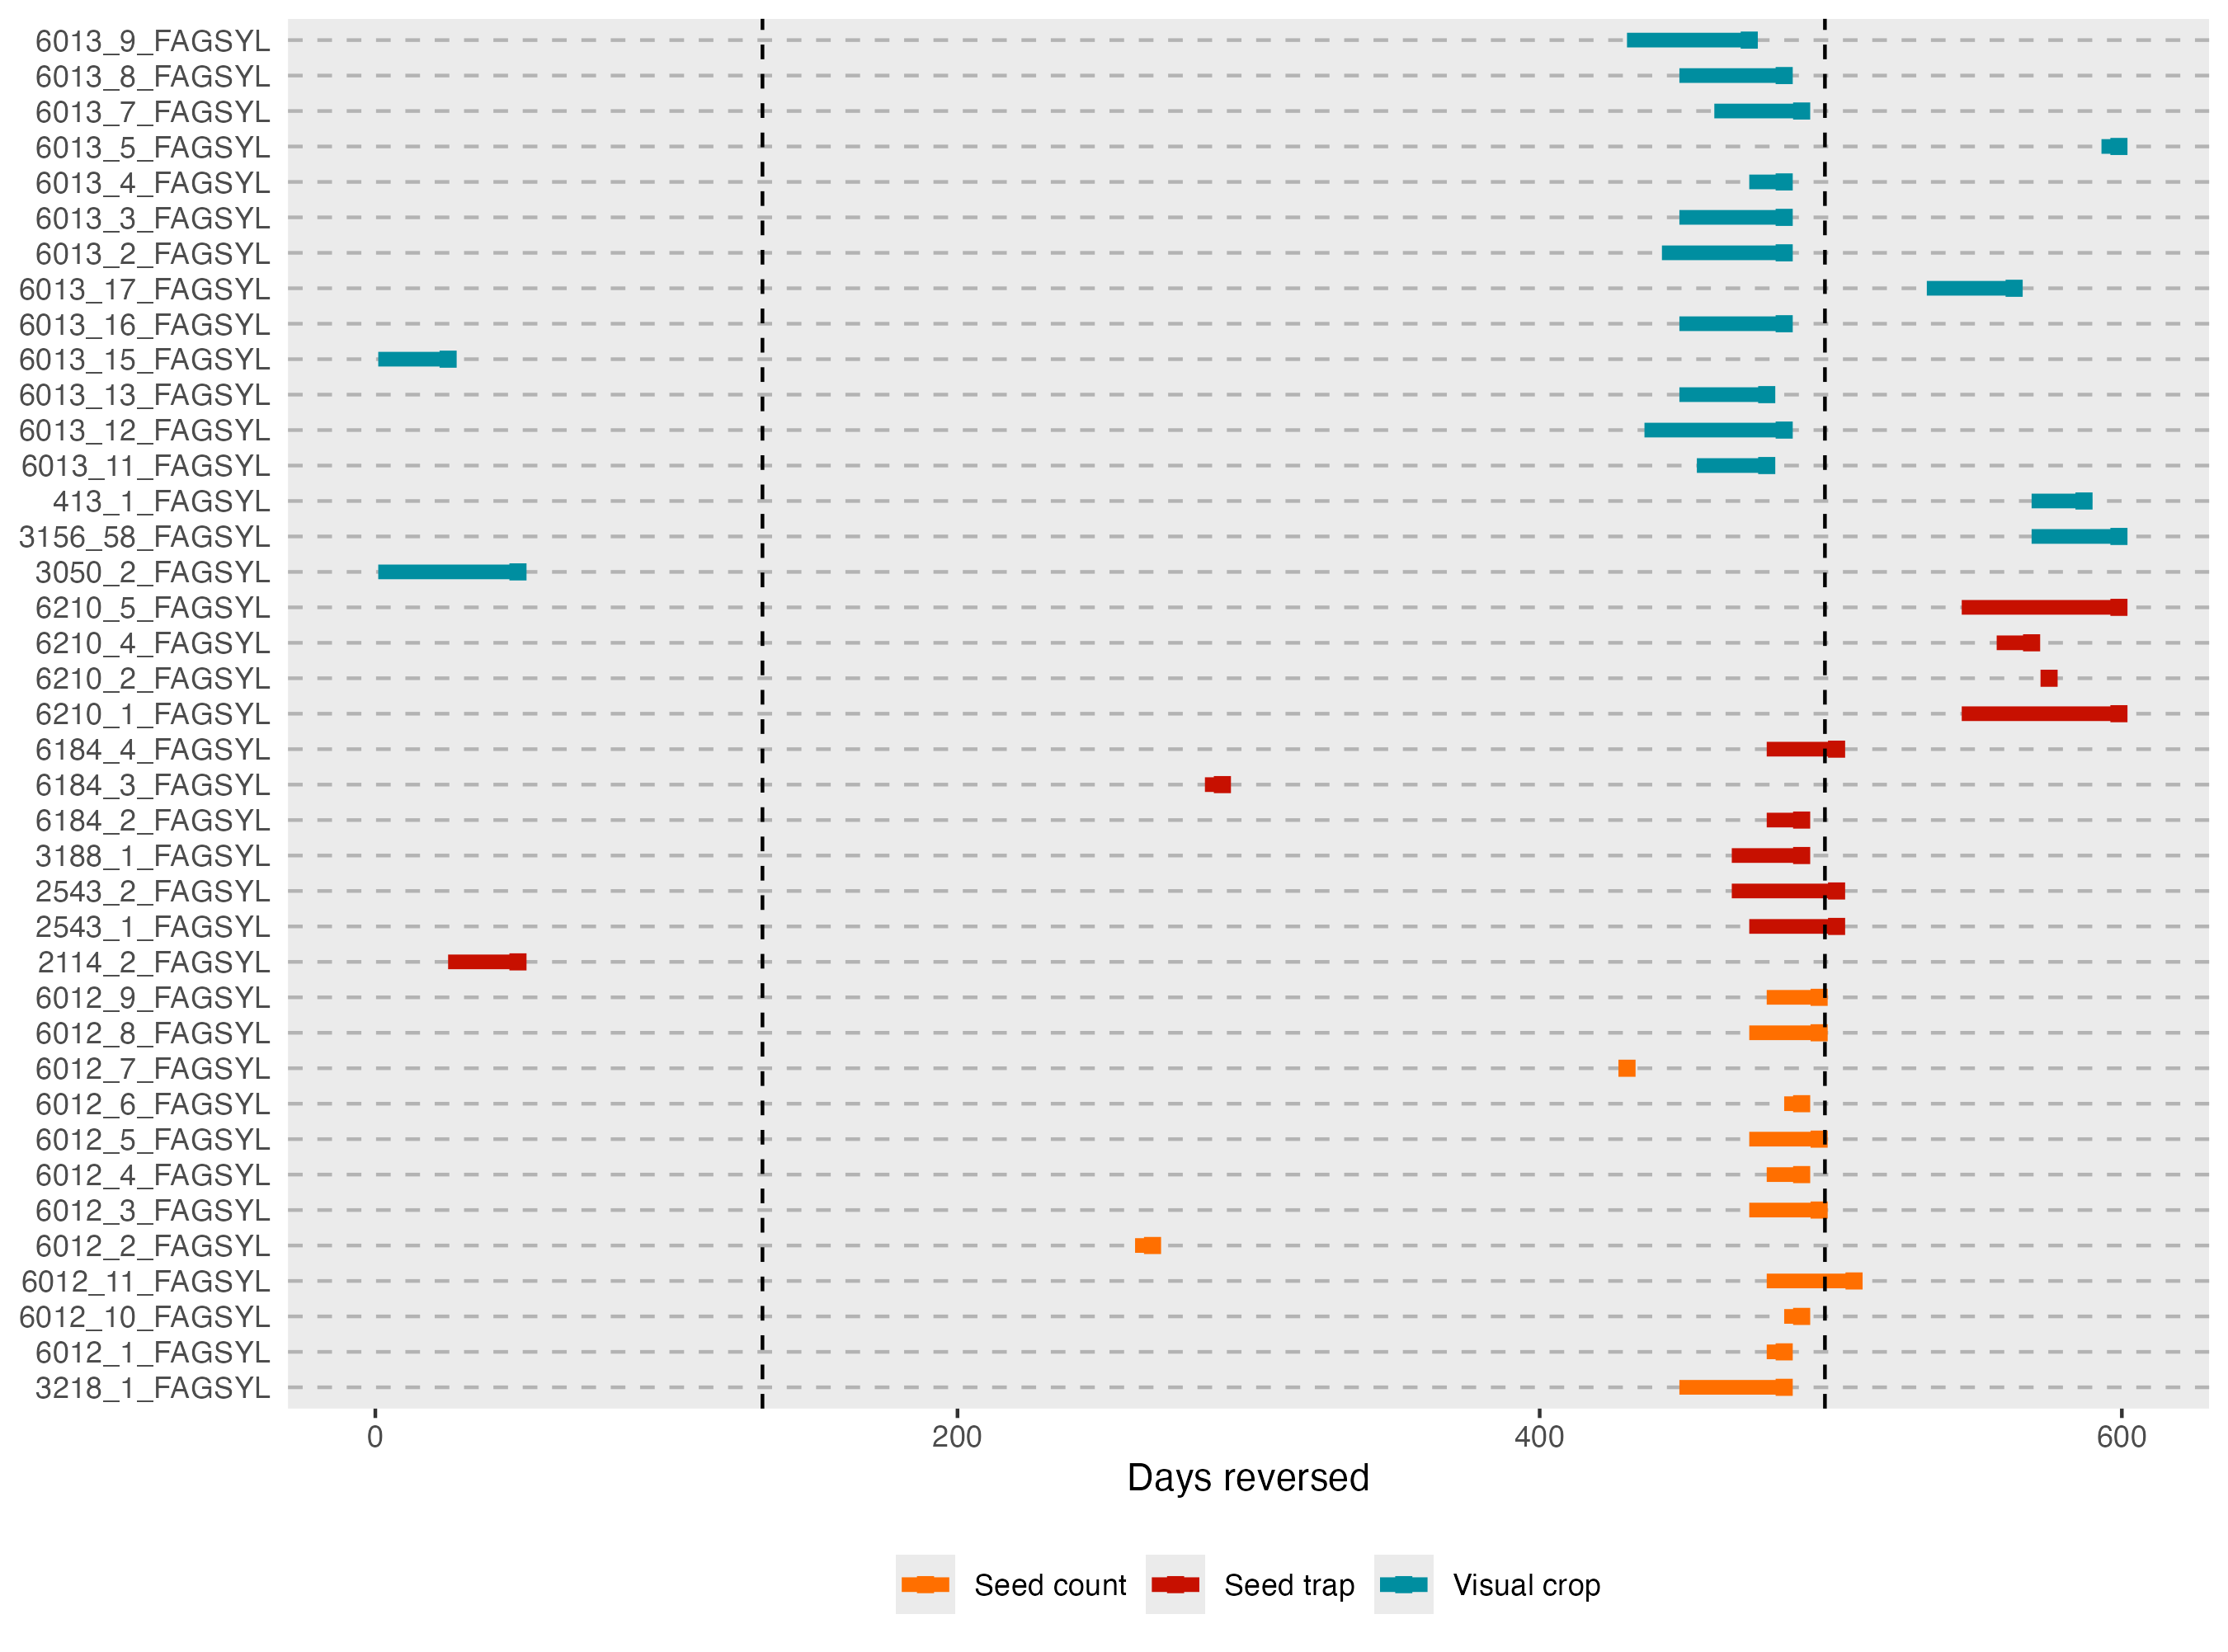 6013_9_FAGSYL
6013_8_FAGSYL
6013_7_FAGSYL
6013_5_FAGSYL
6013_4_FAGSYL
6013_3_FAGSYL
6013_2_FAGSYL
6013_17_FAGSYL
6013_16_FAGSYL
6013_15_FAGSYL
6013_13_FAGSYL
6013_12_FAGSYL
6013_11_FAGSYL
413_1_FAGSYL
3156_58_FAGSYL
3050_2_FAGSYL
6210_5_FAGSYL
6210_4_FAGSYL
6210_2_FAGSYL
6210_1_FAGSYL
6184_4_FAGSYL
6184_3_FAGSYL
6184_2_FAGSYL
3188_1_FAGSYL
2543_2_FAGSYL
2543_1_FAGSYL
2114_2_FAGSYL
6012_9_FAGSYL
6012_8_FAGSYL
6012_7_FAGSYL
6012_6_FAGSYL
6012_5_FAGSYL
6012_4_FAGSYL
6012_3_FAGSYL
6012_2_FAGSYL
6012_11_FAGSYL
6012_10_FAGSYL
6012_1_FAGSYL
3218_1_FAGSYL
0 200 400 600
Days reversed
Seed count Seed trap Visual crop